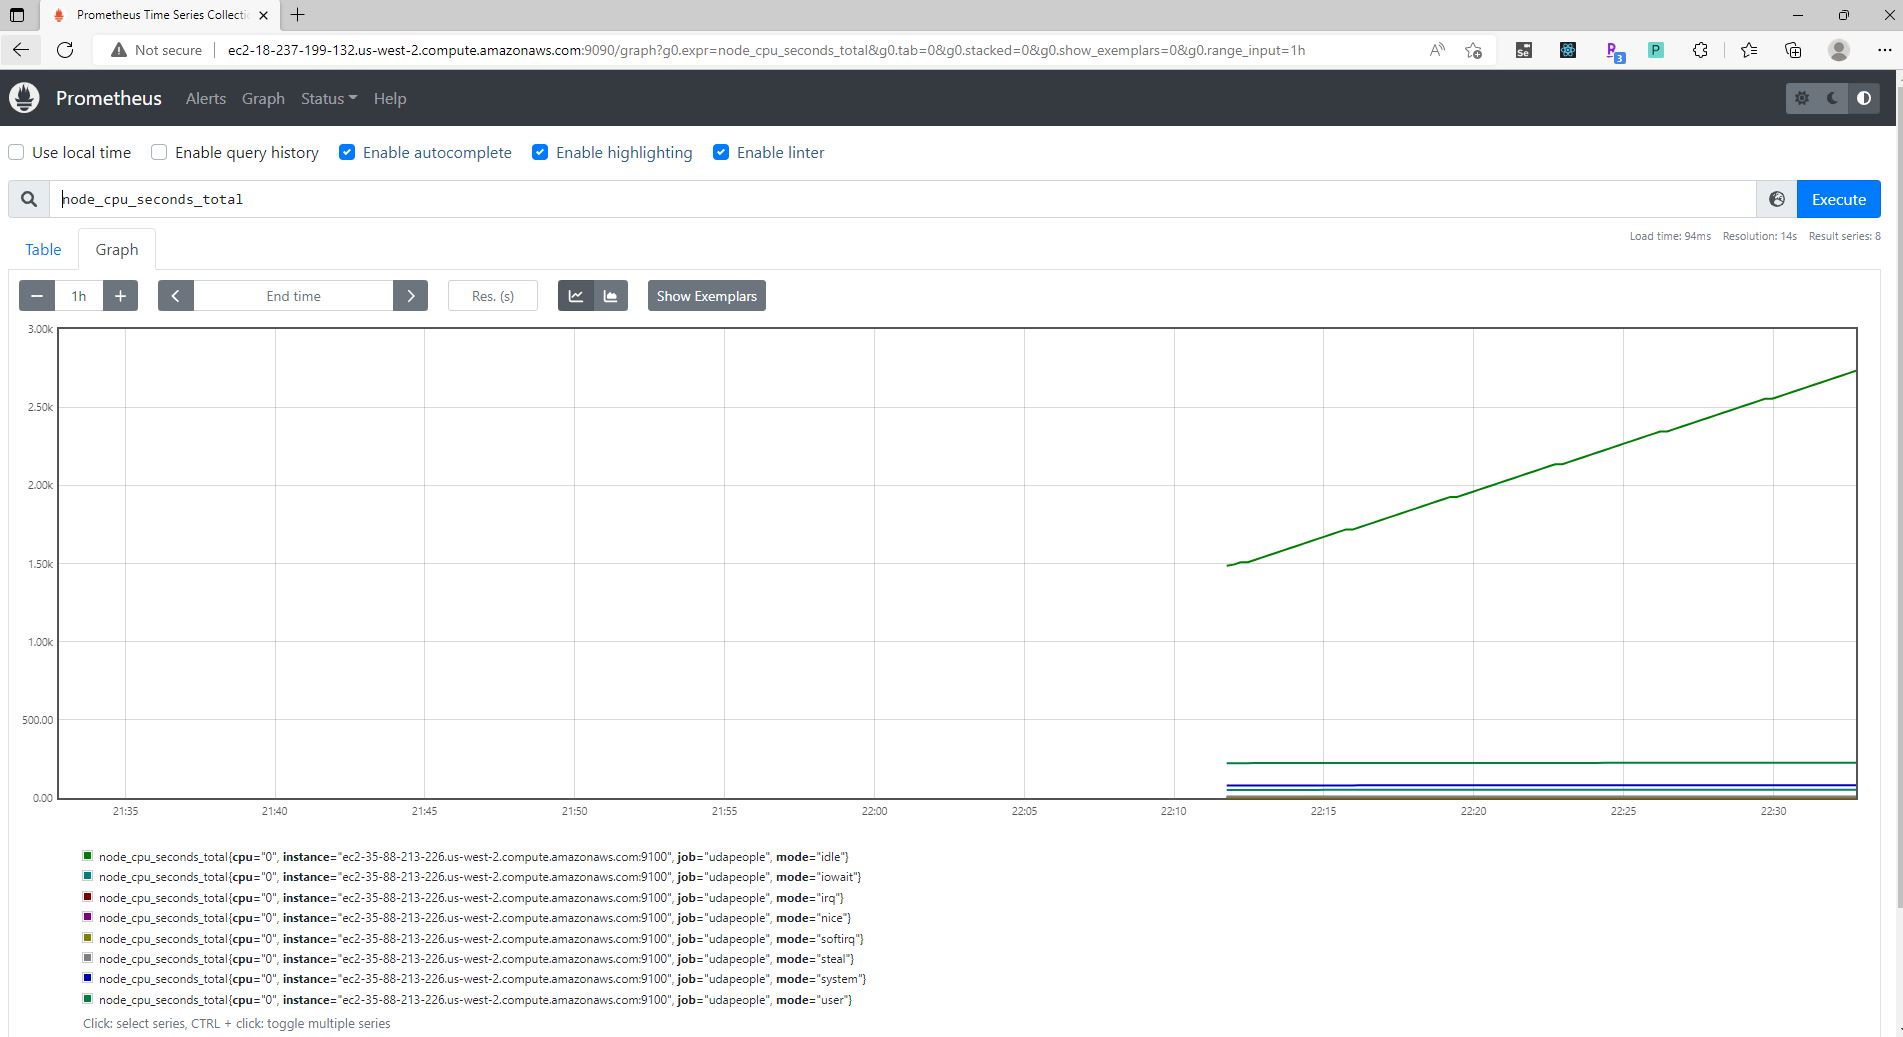 Prometheus Time Series Collecti
Not secure ec2-18-237-199-132.us-west-2.compute.amazonaws.com:9090/graph?g0.expr=node_cpu_seconds_total&g0.tab=0&g0.stacked=0&g0.show_exemplars=0&g0.range_input=1h A Se P 3
Prometheus Alerts Graph Status Help
Use local time Enable query history Enable autocomplete Enable highlighting Enable linter
node_cpu_seconds_total Execute
Table Graph Load time: 94ms Resolution: 14s Result series: 8
1h End time Res. (s) Show Exemplars
3.00k
2.50k
2.00k
1.50k
1.00k
500.00
0.00
21:35 21:40 21:45 21:50 21:55 22:00 22:05 22:10 22:15 22:20 22:25 22:30
node_cpu_seconds_total{cpu="0", instance="ec2-35-88-213-226.us-west-2.compute.amazonaws.com:9100", job="udapeople", mode="idle"}
node_cpu_seconds_total{cpu="0", instance="ec2-35-88-213-226.us-west-2.compute.amazonaws.com:9100", job="udapeople", mode="iowait"}
node_cpu_seconds_total{cpu="0", instance="ec2-35-88-213-226.us-west-2.compute.amazonaws.com:9100", job="udapeople", mode="irq"}
node_cpu_seconds_total{cpu="0", instance="ec2-35-88-213-226.us-west-2.compute.amazonaws.com:9100", job="udapeople", mode="nice"}
node_cpu_seconds_total{cpu="0", instance="ec2-35-88-213-226.us-west-2.compute.amazonaws.com:9100", job="udapeople", mode="softirq"}
node_cpu_seconds_total{cpu="0", instance="ec2-35-88-213-226.us-west-2.compute.amazonaws.com:9100", job="udapeople", mode="steal"}
node_cpu_seconds_total{cpu="0", instance="ec2-35-88-213-226.us-west-2.compute.amazonaws.com:9100", job="udapeople", mode="system"}
node_cpu_seconds_total{cpu="0", instance="ec2-35-88-213-226.us-west-2.compute.amazonaws.com:9100", job="udapeople", mode="user"}
Click: select series, CTRL + click: toggle multiple series